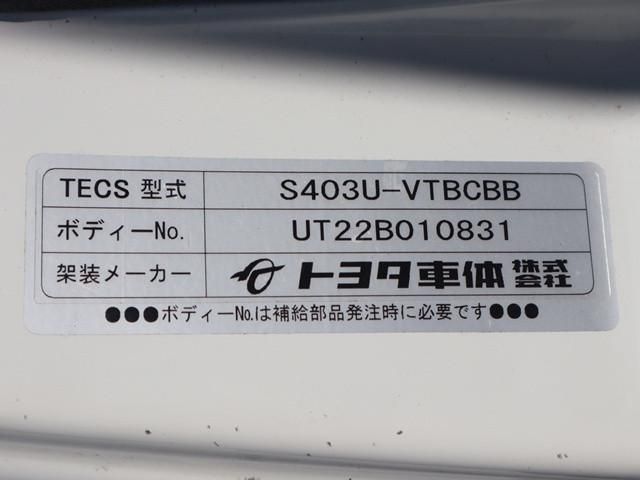 TECS 型式 S403U-VTBCBB
ボディーNo. UT22B010831
架装メーカー トヨタ車体株式会社
●●●ボディーNo.は補給部品発注時に必要です●●●